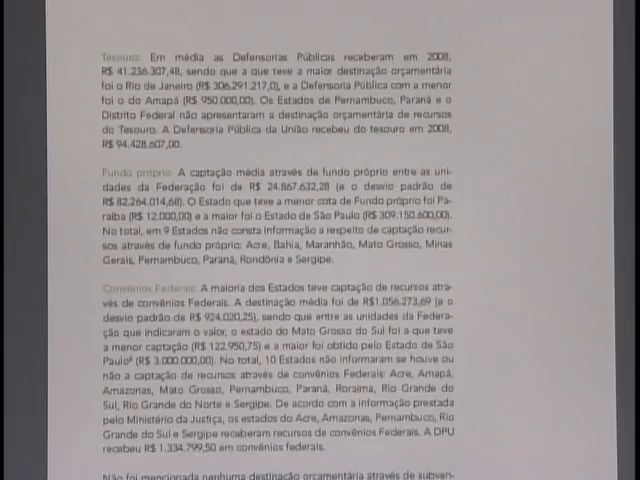 Tesouro: Em média as Defensorias Públicas receberam em 2008,
R$ 41.236.307,48, sendo que a que teve a maior destinação orçamentária
foi o Rio de Janeiro (R$ 306.291.217,0), e a Defensoria Pública com a menor
foi o do Amapá (R$ 950.000,00). Os Estados de Pernambuco, Paraná e o
Distrito Federal não apresentaram a destinação orçamentária de recursos
do Tesouro. A Defensoria Pública da União recebeu do tesouro em 2008,
R$ 94.428.607,00.
Fundo próprio: A captação média através de fundo próprio entre as uni-
dades da Federação foi de R$ 24.867.632,28 (e o desvio padrão de
R$ 82.264.014,68). O Estado que teve a menor cota de Fundo próprio foi Pa-
raíba (R$ 12.000,00) e a maior foi o Estado de São Paulo (R$ 309.150.600,00).
No total, em 9 Estados não consta informação a respeito de captação recur-
sos através de fundo próprio: Acre, Bahia, Maranhão, Mato Grosso, Minas
Gerais, Pernambuco, Paraná, Rondônia e Sergipe.
Convênios Federais: A maioria dos Estados teve captação de recursos atra-
vés de convênios Federais. A destinação média foi de R$1.056.273,69 (e o
desvio padrão de R$ 924.020,25), sendo que entre as unidades da Federa-
ção que indicaram o valor, o estado do Mato Grosso do Sul foi a que teve
a menor captação (R$ 122.950,75) e a maior foi obtido pelo Estado de São
Paulo (R$ 3.000.000,00). No total, 10 Estados não informaram se houve ou
não a captação de recursos através de convênios Federais: Acre, Amapá,
Amazonas, Mato Grosso, Pernambuco, Paraná, Roraima, Rio Grande do
Sul, Rio Grande do Norte e Sergipe. De acordo com a informação prestada
pelo Ministério da Justiça, os estados do Acre, Amazonas, Pernambuco, Rio
Grande do Sul e Sergipe receberam recursos de convênios Federais. A DPU
recebeu R$ 1.334.799,50 em convênios federais.
Não foi mencionada nenhuma destinação orçamentária através de subven-